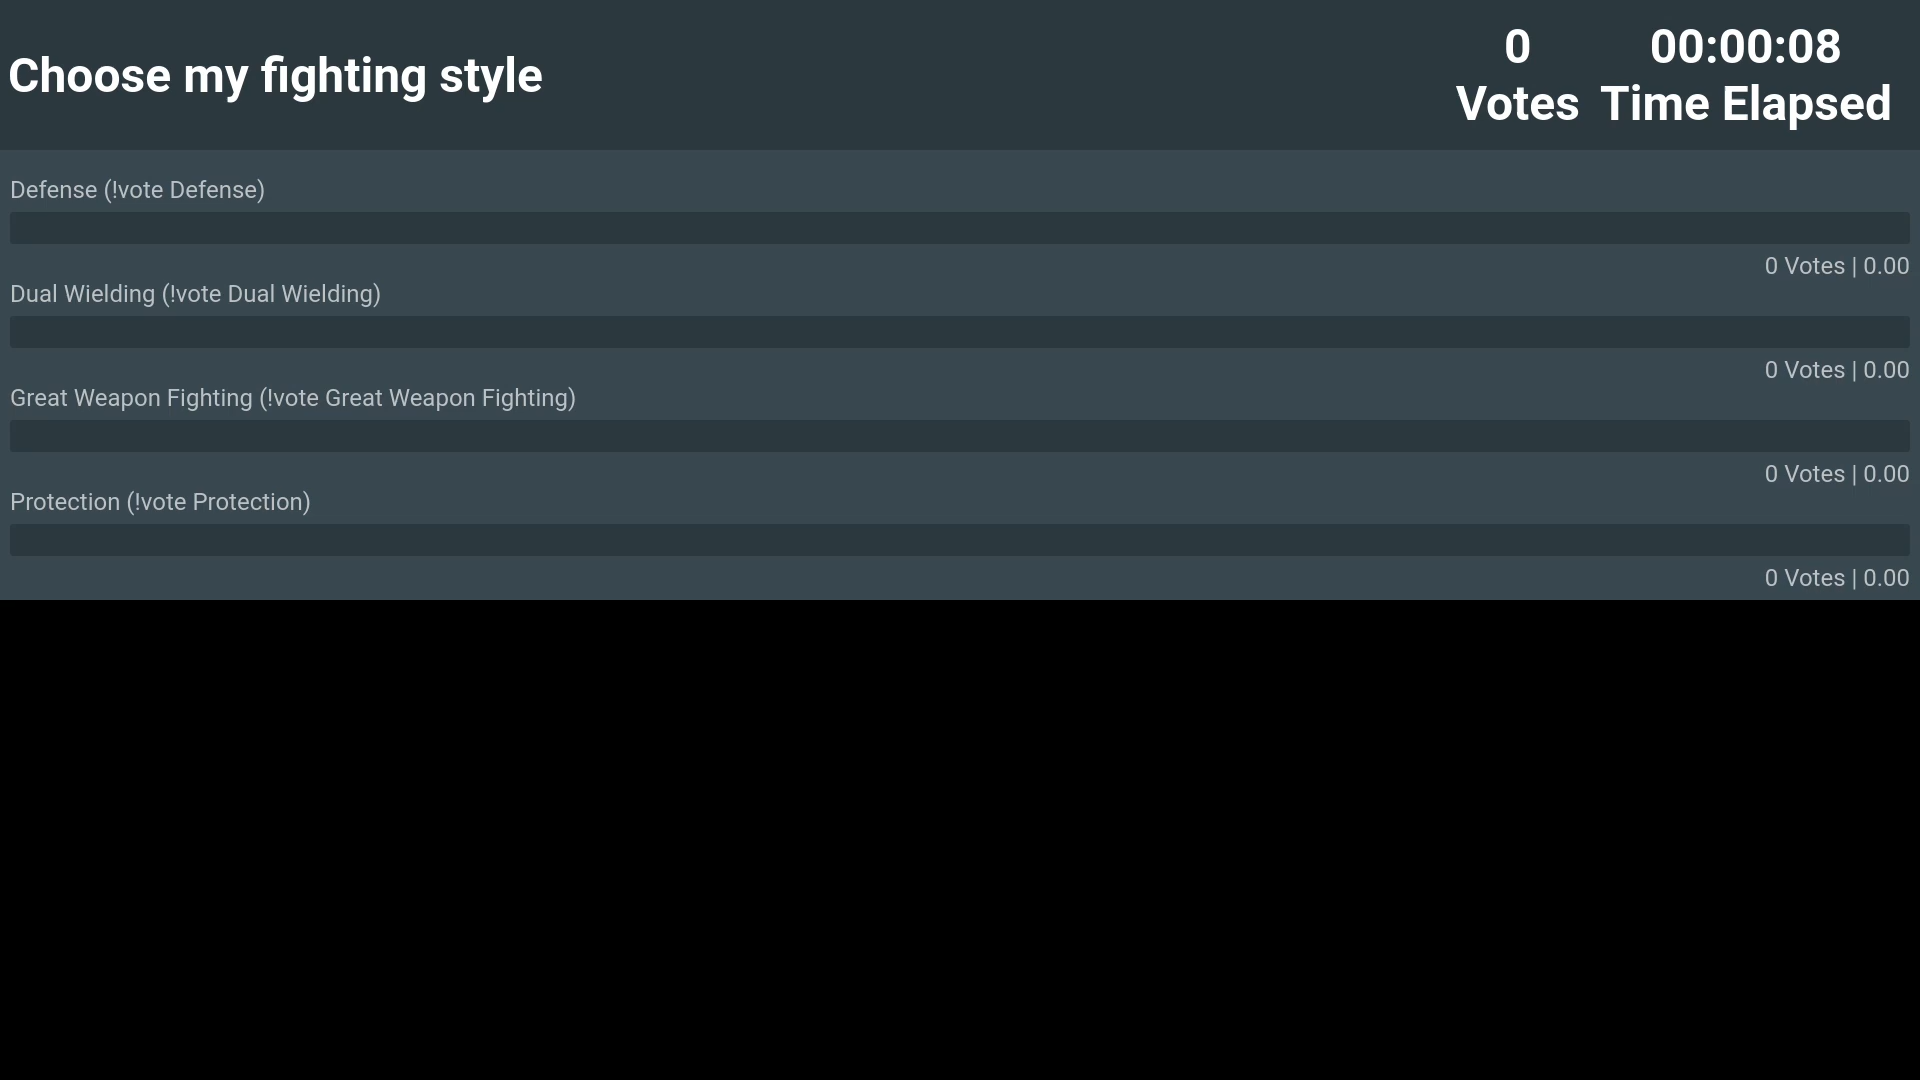 Choose my fighting style
0
Votes
00:00:08
Time Elapsed
Defense (!vote Defense)
0 Votes | 0.00
Dual Wielding (!vote Dual Wielding)
0 Votes | 0.00
Great Weapon Fighting (!vote Great Weapon Fighting)
0 Votes | 0.00
Protection (!vote Protection)
0 Votes | 0.00